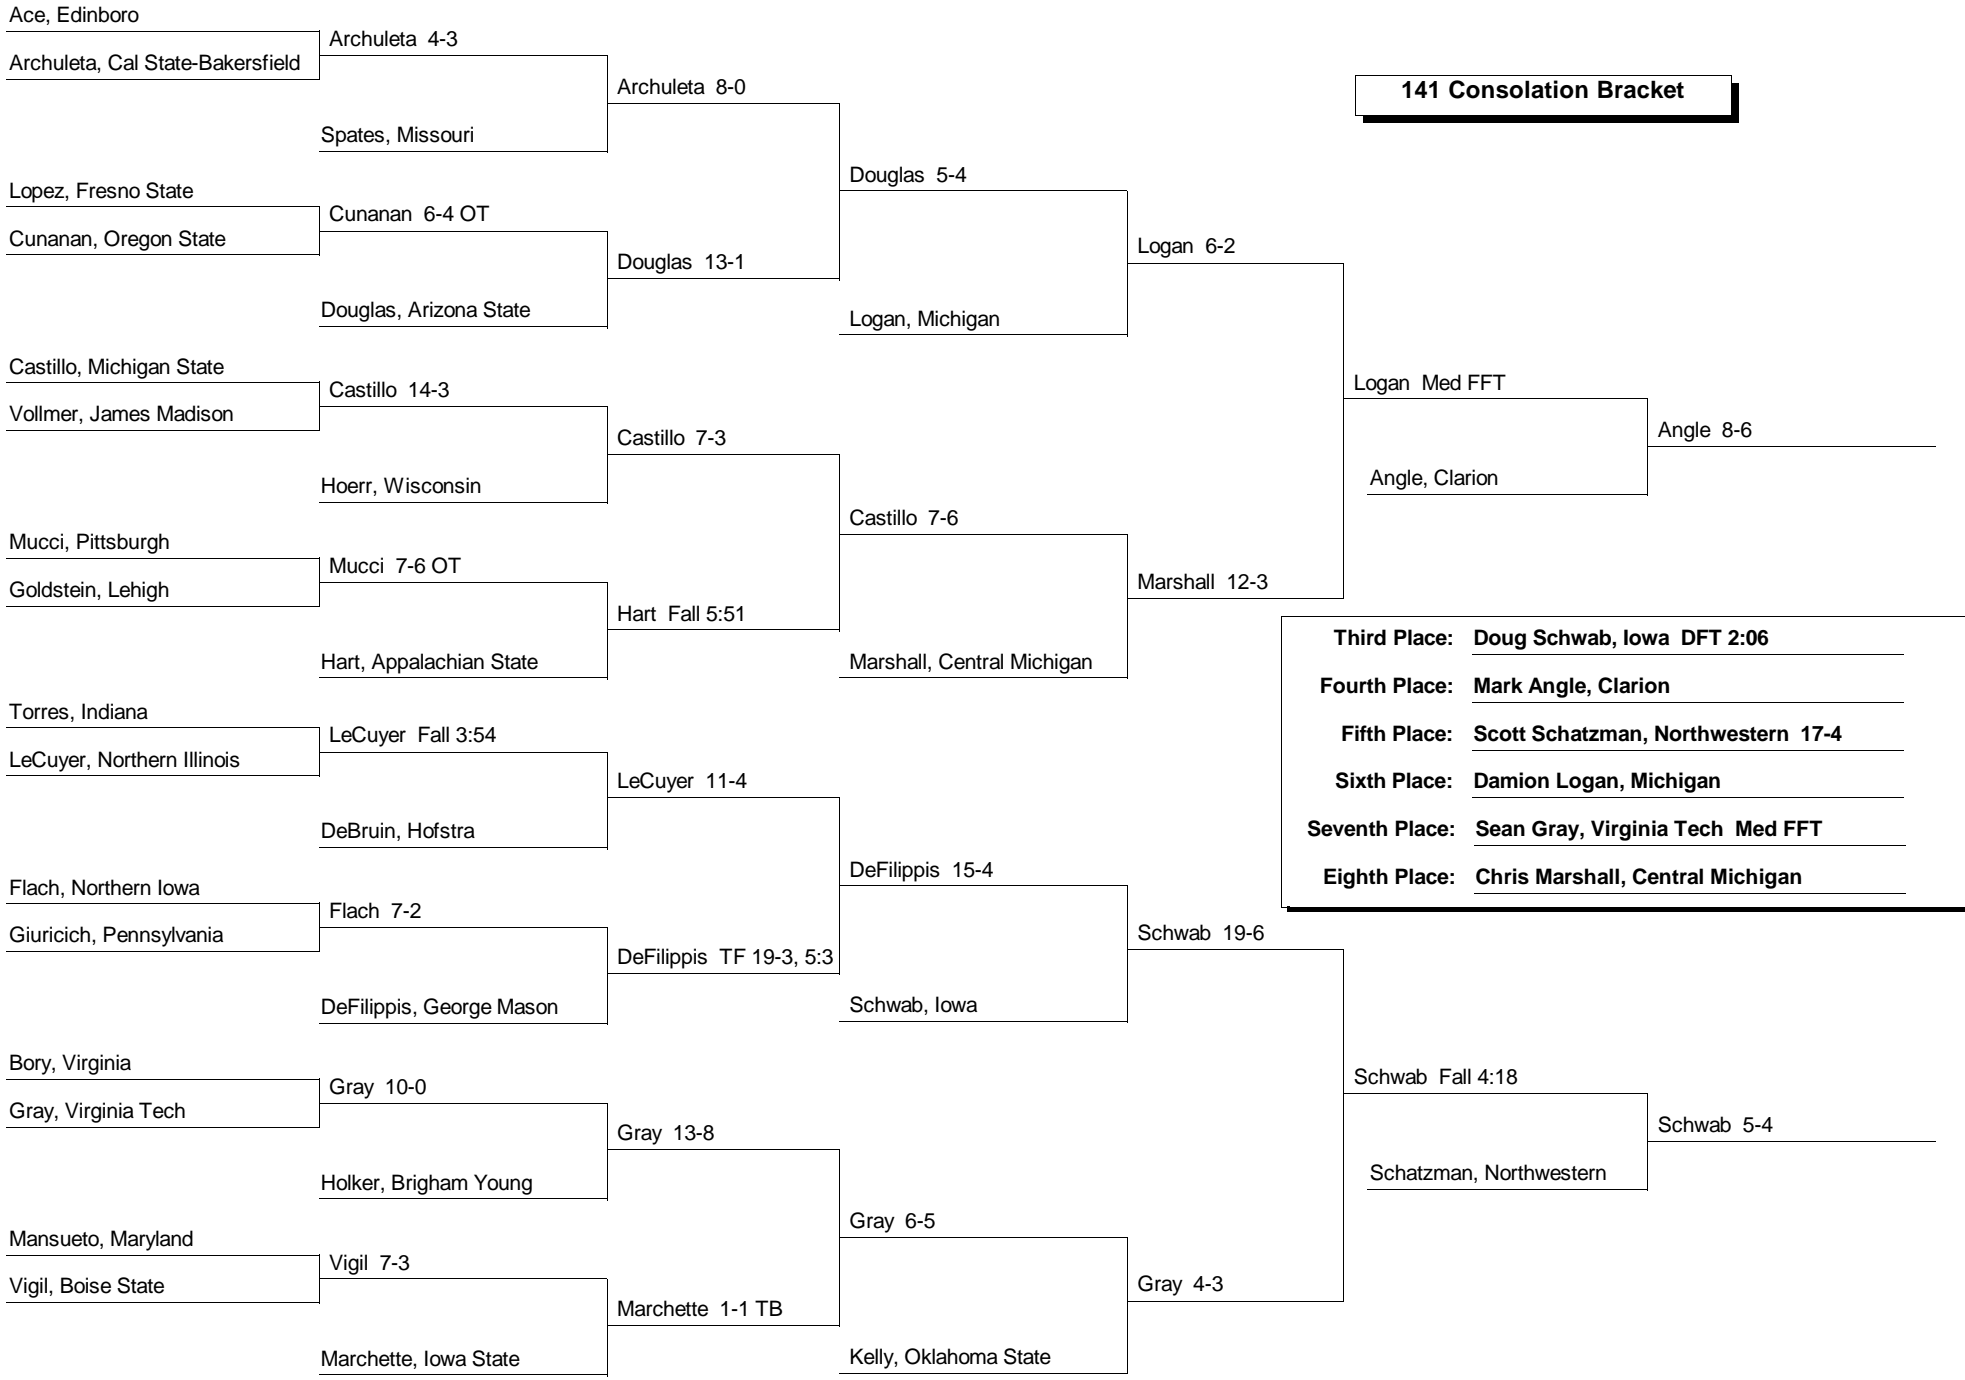 Ace, Edinboro
Archuleta 4-3
Archuleta, Cal State-Bakersfield
Archuleta 8-0
141 Consolation Bracket
Spates, Missouri
Douglas 5-4
Lopez, Fresno State
Cunanan 6-4 OT
Cunanan, Oregon State
Logan 6-2
Douglas 13-1
Douglas, Arizona State
Logan, Michigan
Castillo, Michigan State
Castillo 14-3
Logan Med FFT
Vollmer, James Madison
Castillo 7-3
Angle 8-6
Hoerr, Wisconsin
Angle, Clarion
Castillo 7-6
Mucci, Pittsburgh
Mucci 7-6 OT
Goldstein, Lehigh
Marshall 12-3
Hart Fall 5:51
Hart, Appalachian State
Marshall, Central Michigan
Third Place: Doug Schwab, Iowa DFT 2:06
Fourth Place: Mark Angle, Clarion
Fifth Place: Scott Schatzman, Northwestern 17-4
Sixth Place: Damion Logan, Michigan
Seventh Place: Sean Gray, Virginia Tech Med FFT
Eighth Place: Chris Marshall, Central Michigan
Torres, Indiana
LeCuyer Fall 3:54
LeCuyer, Northern Illinois
LeCuyer 11-4
DeBruin, Hofstra
DeFilippis 15-4
Flach, Northern Iowa
Flach 7-2
Giuricich, Pennsylvania
Schwab 19-6
DeFilippis TF 19-3, 5:3
DeFilippis, George Mason
Schwab, Iowa
Bory, Virginia
Gray 10-0
Schwab Fall 4:18
Gray, Virginia Tech
Gray 13-8
Schwab 5-4
Holker, Brigham Young
Schatzman, Northwestern
Gray 6-5
Mansueto, Maryland
Vigil 7-3
Vigil, Boise State
Gray 4-3
Marchette 1-1 TB
Marchette, Iowa State
Kelly, Oklahoma State